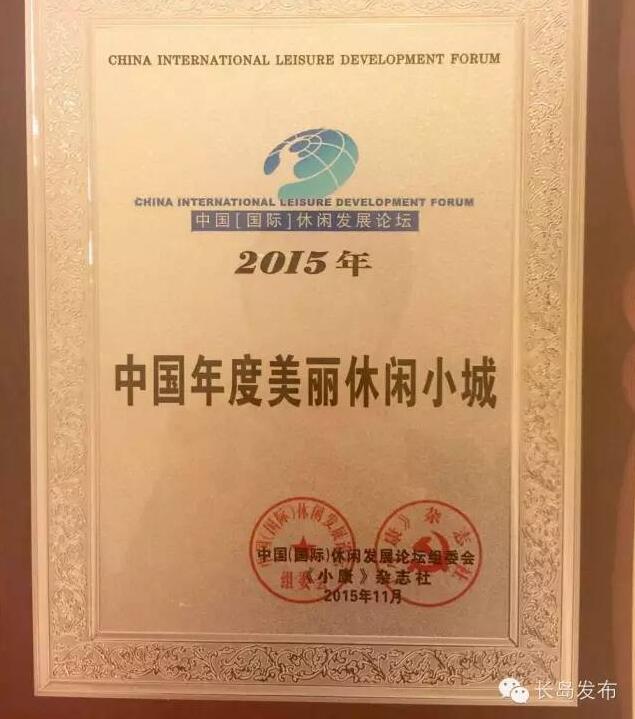 CHINA INTERNATIONAL LEISURE DEVELOPMENT FORUM
CHINA INTERNATIONAL LEISURE DEVELOPMENT FORUM
中国[国际]休闲发展论坛
2015年
中国年度美丽休闲小城
中国(国际)休闲发展论坛组委会
《小康》杂志社
2015年11月
长岛发布